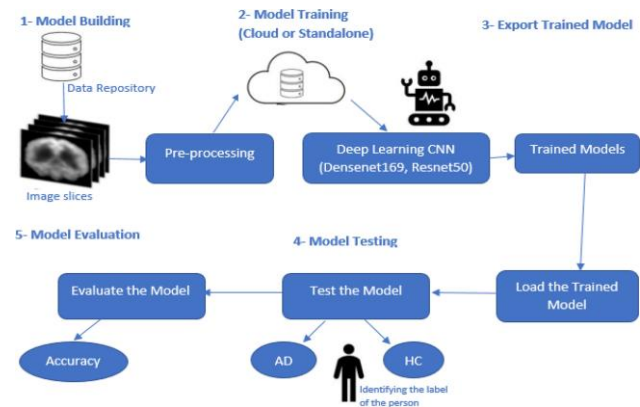 1- Model Building
2- Model Training
(Cloud or Standalone)
3- Export Trained Model
Data Repository
Image slices
Pre-processing
Deep Learning CNN
(Densenet169, Resnet50)
Trained Models
5- Model Evaluation
4- Model Testing
Evaluate the Model
Test the Model
Load the Trained
Model
Accuracy
AD
HC
Identifying the label
of the person